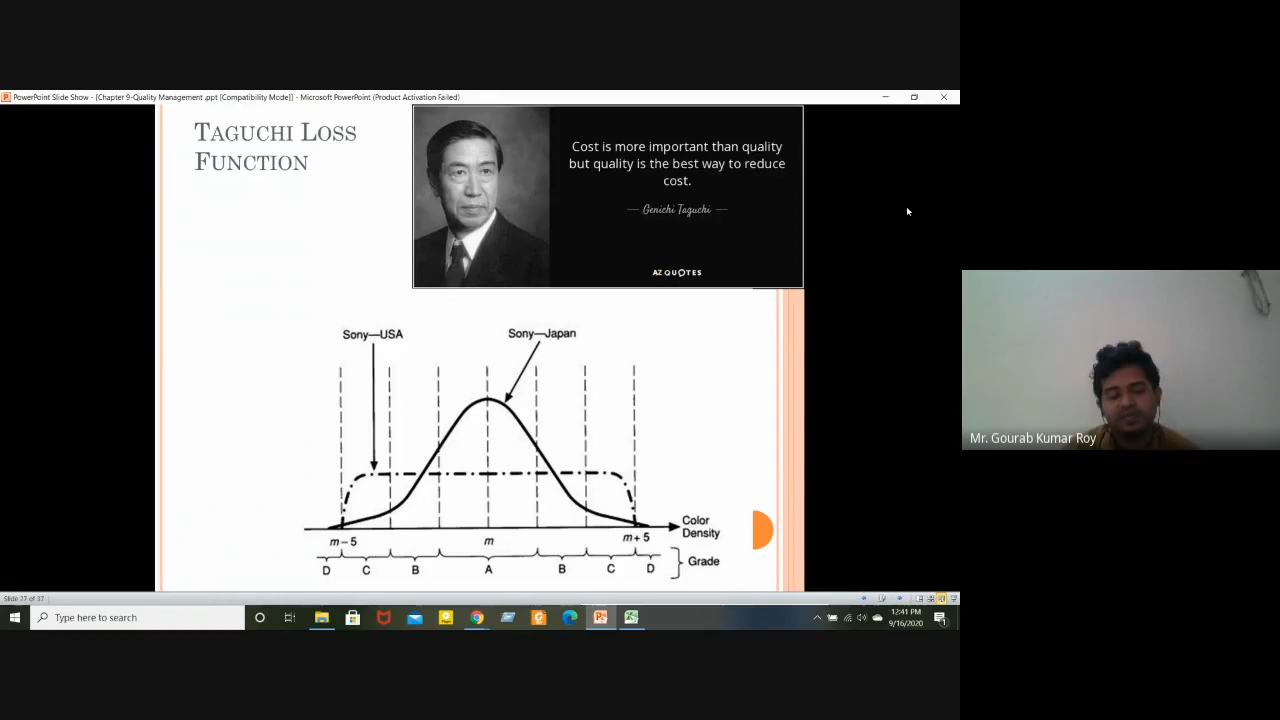 PowerPoint Slide Show - [Chapter 9-Quality Management .ppt [Compatibility Mode]] - Microsoft PowerPoint (Product Activation Failed)
TAGUCHI LOSS
FUNCTION
Cost is more important than quality
but quality is the best way to reduce
cost.
Genichi Taguchi
AZ QUOTES
Sony—USA
Sony—Japan
Color
Density
m – 5
m
m + 5
D
C
B
A
B
C
D
Grade
Mr. Gourab Kumar Roy
Slide 27 of 37
Type here to search
12:41 PM
9/16/2020
1